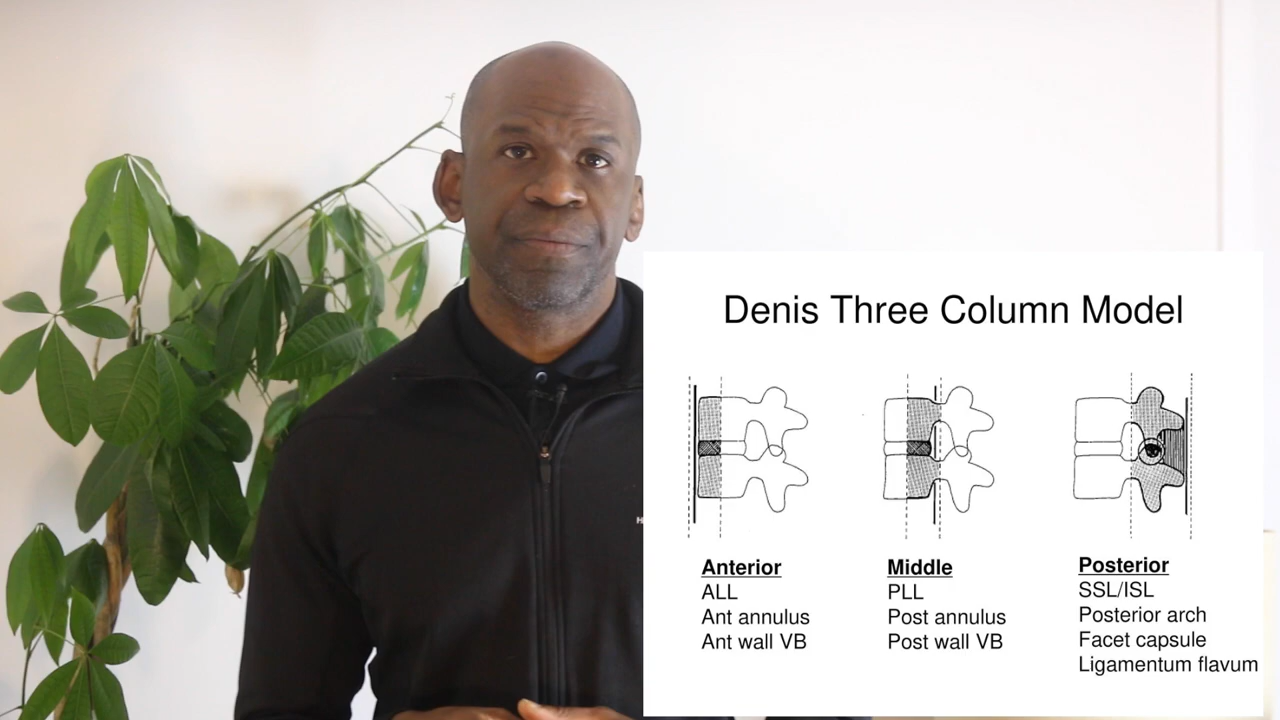 Denis Three Column Model
Anterior
ALL
Ant annulus
Ant wall VB
Middle
PLL
Post annulus
Post wall VB
Posterior
SSL/ISL
Posterior arch
Facet capsule
Ligamentum flavum